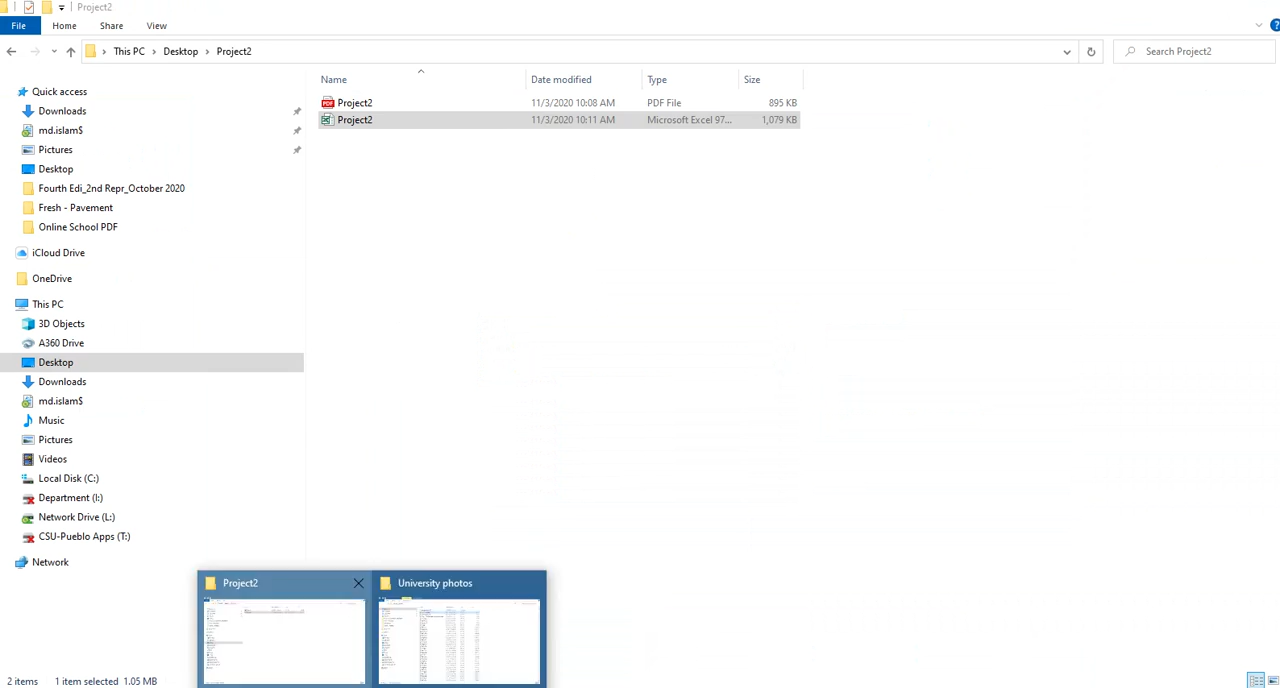 Project2
File Home Share View
This PC > Desktop > Project2
Search Project2
Name Date modified Type Size
Project2 11/3/2020 10:08 AM PDF File 895 KB
Project2 11/3/2020 10:11 AM Microsoft Excel 97... 1,079 KB
Quick access
Downloads
md.islam$
Pictures
Desktop
Fourth Edi_2nd Repr_October 2020
Fresh - Pavement
Online School PDF
iCloud Drive
OneDrive
This PC
3D Objects
A360 Drive
Desktop
Downloads
md.islam$
Music
Pictures
Videos
Local Disk (C:)
Department (I:)
Network Drive (L:)
CSU-Pueblo Apps (T:)
Network
Project2 University photos
2 items 1 item selected 1.05 MB